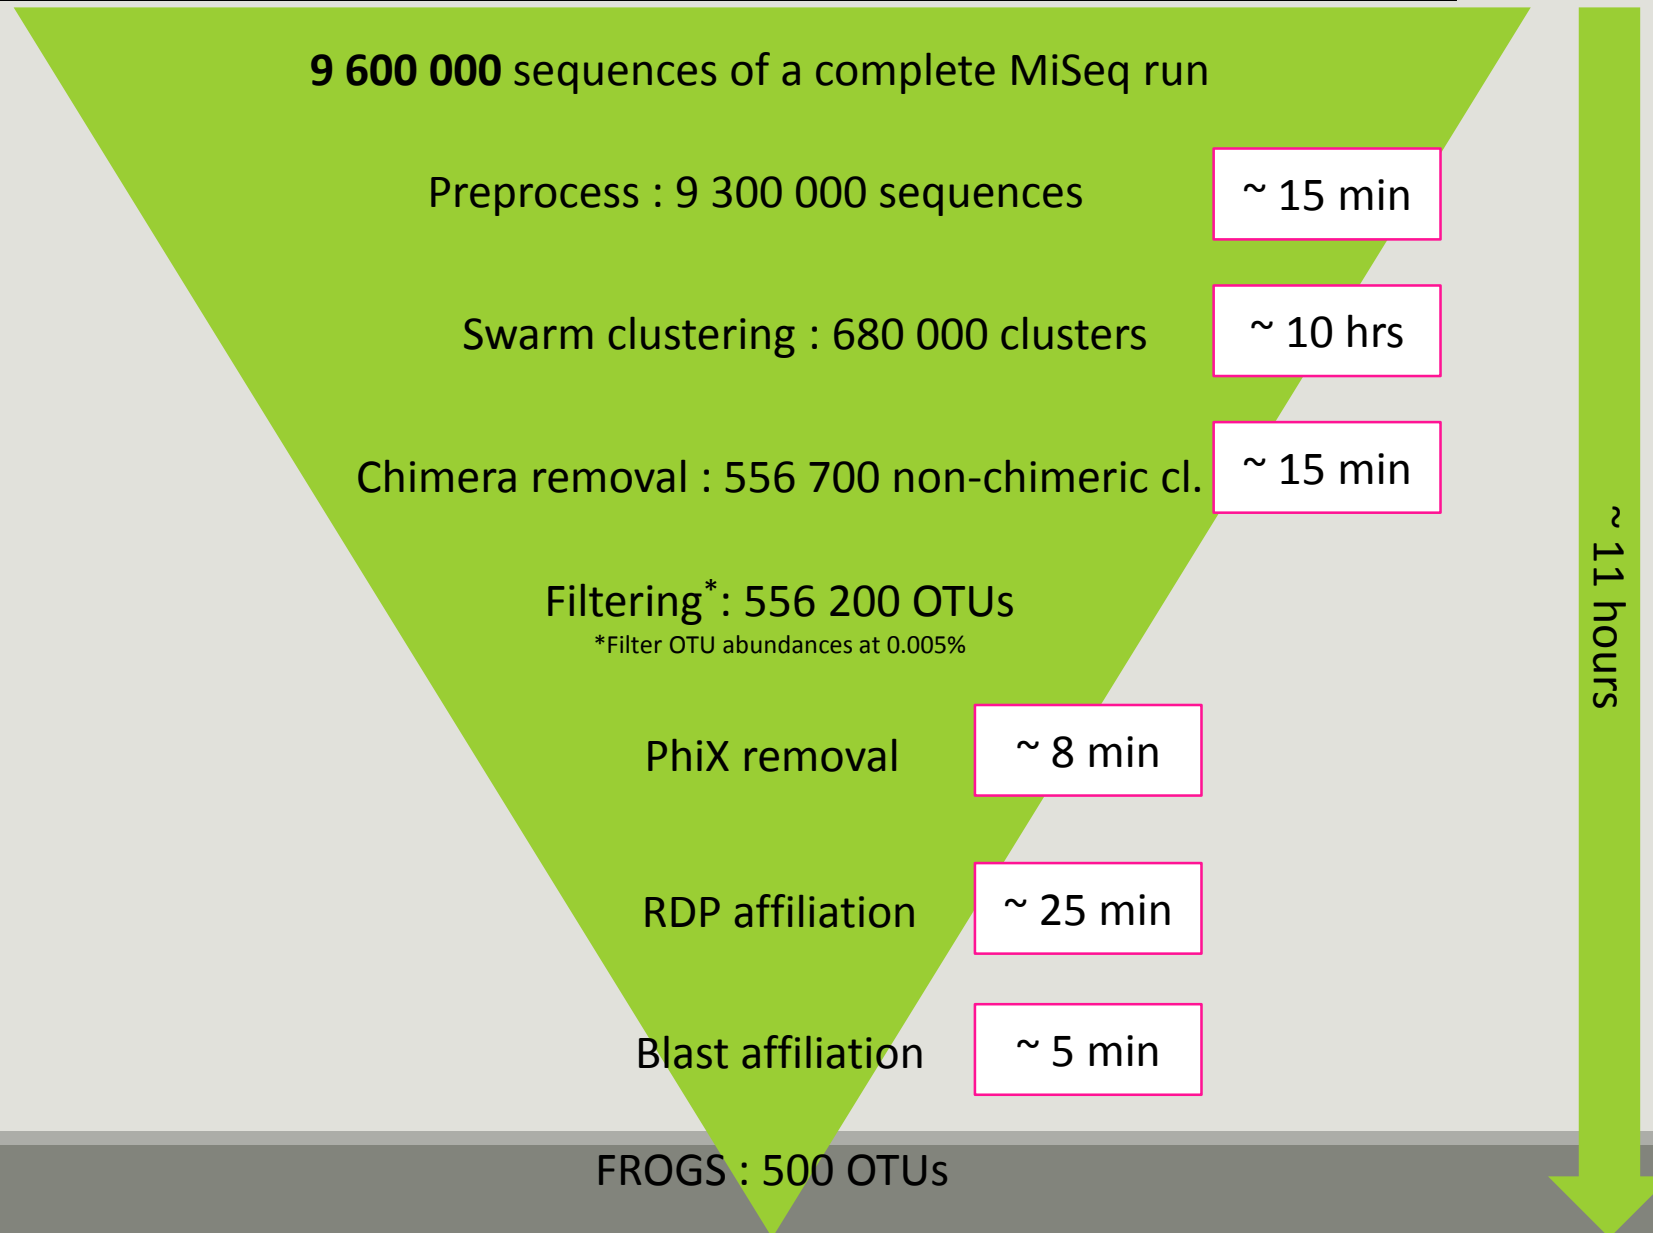 9 600 000 sequences of a complete MiSeq run
Preprocess : 9 300 000 sequences
~ 15 min
Swarm clustering : 680 000 clusters
~ 10 hrs
Chimera removal : 556 700 non-chimeric cl.
~ 15 min
Filtering*: 556 200 OTUs
*Filter OTU abundances at 0.005%
PhiX removal
~ 8 min
RDP affiliation
~ 25 min
Blast affiliation
~ 5 min
FROGS : 500 OTUs
~ 11 hours